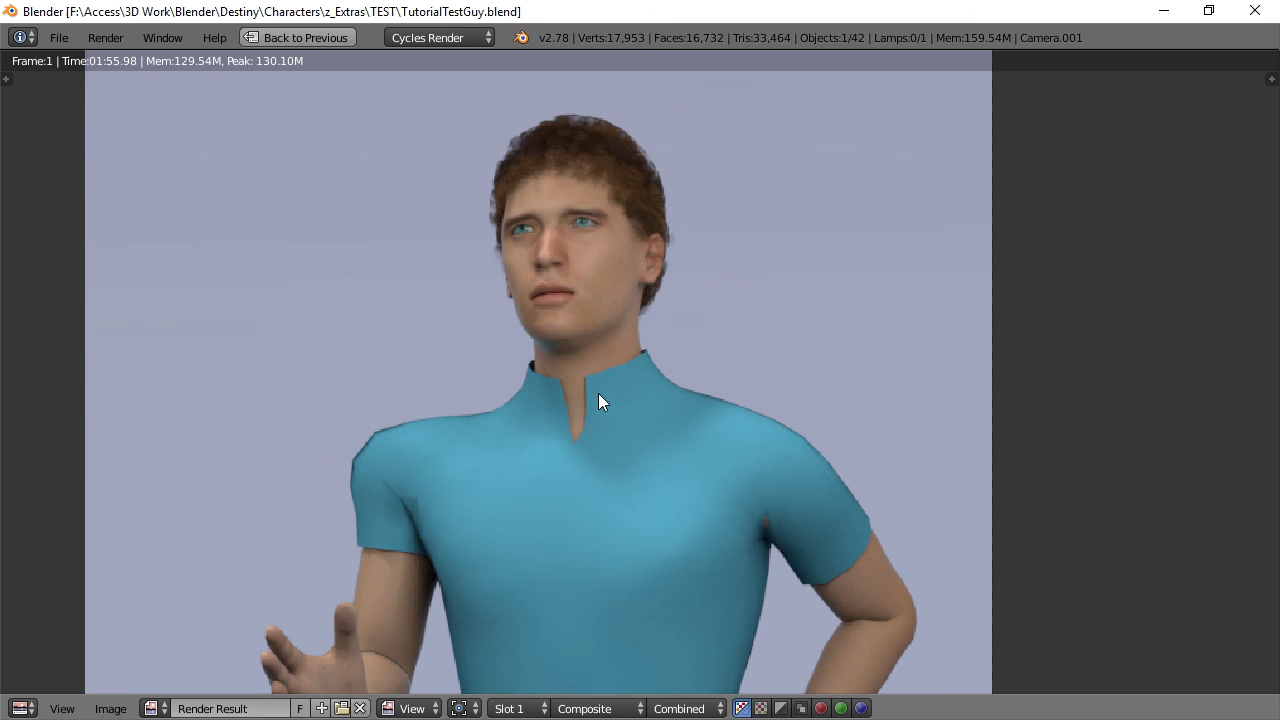 Blender [F:\Access\3D Work\Blender\Destiny\Characters\z_Extras\TEST\TutorialTestGuy.blend]
File Render Window Help Back to Previous Cycles Render v2.78 | Verts:17,953 | Faces:16,732 | Tris:33,464 | Objects:1/42 | Lamps:0/1 | Mem:159.54M | Camera.001
Frame:1 | Time:01:55.98 | Mem:129.54M, Peak: 130.10M
View Image Render Result F View Slot 1 Composite Combined